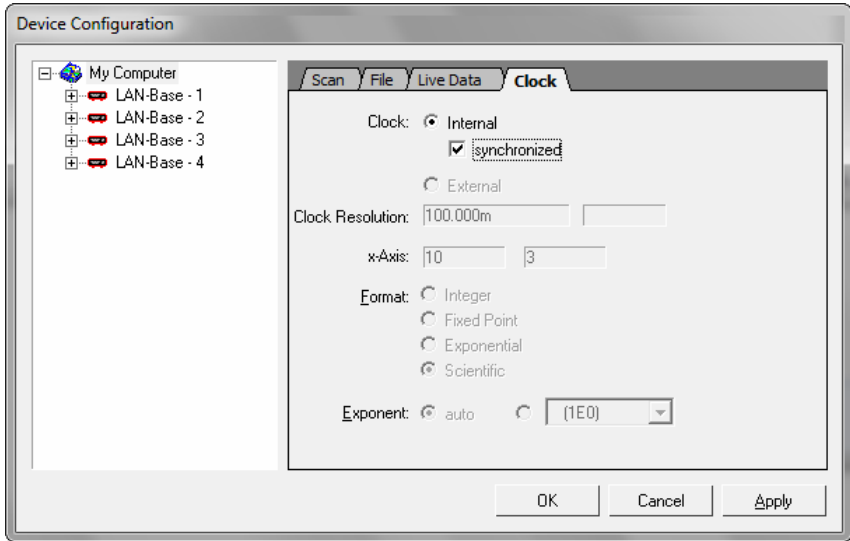 Device Configuration
My Computer
LAN-Base - 1
LAN-Base - 2
LAN-Base - 3
LAN-Base - 4
Scan File Live Data Clock
Clock: Internal
synchronized
External
Clock Resolution: 100.000m
x-Axis: 10 3
Format: Integer
Fixed Point
Exponential
Scientific
Exponent: auto (1E0)
OK Cancel Apply